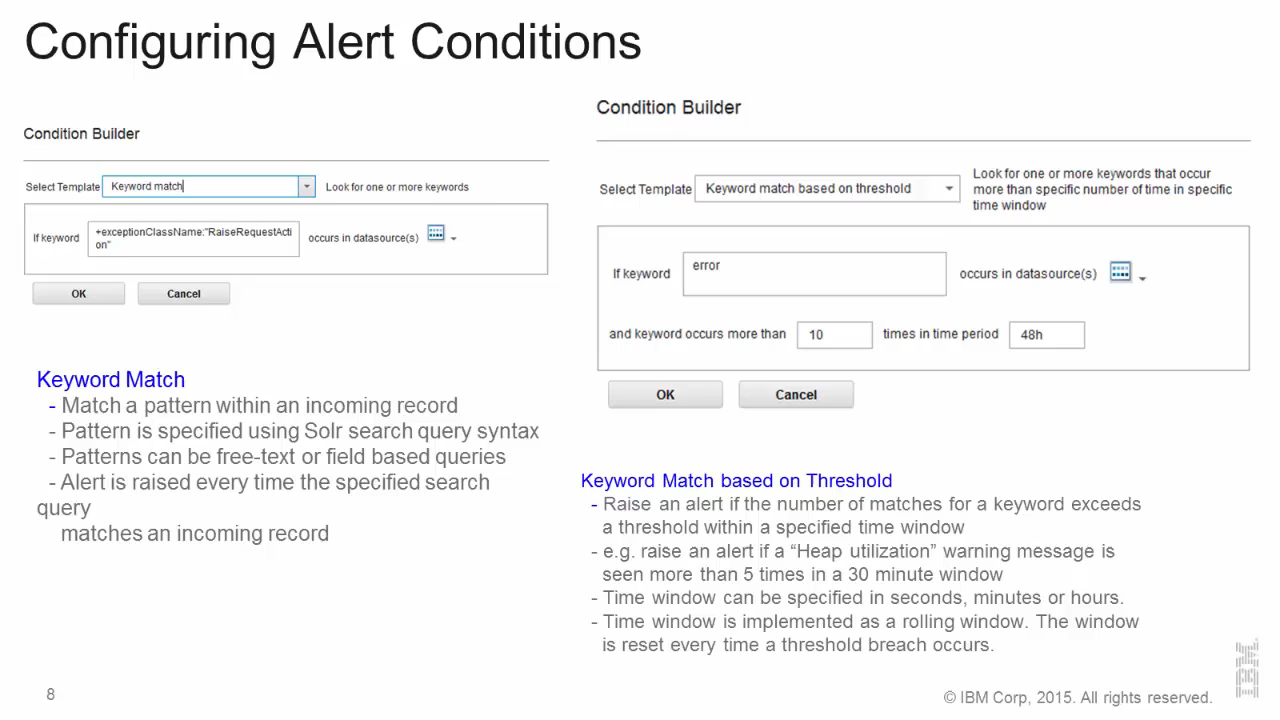 Configuring Alert Conditions
Condition Builder
Select Template Keyword match Look for one or more keywords
If keyword +exceptionClassName:"RaiseRequestActi
on" occurs in datasource(s)
OK Cancel
Keyword Match
- Match a pattern within an incoming record
- Pattern is specified using Solr search query syntax
- Patterns can be free-text or field based queries
- Alert is raised every time the specified search
query
matches an incoming record
Condition Builder
Select Template Keyword match based on threshold
Look for one or more keywords that occur
more than specific number of time in specific
time window
If keyword error occurs in datasource(s)
and keyword occurs more than 10 times in time period 48h
OK Cancel
Keyword Match based on Threshold
- Raise an alert if the number of matches for a keyword exceeds
a threshold within a specified time window
- e.g. raise an alert if a “Heap utilization” warning message is
seen more than 5 times in a 30 minute window
- Time window can be specified in seconds, minutes or hours.
- Time window is implemented as a rolling window. The window
is reset every time a threshold breach occurs.
IBM
8
© IBM Corp, 2015. All rights reserved.